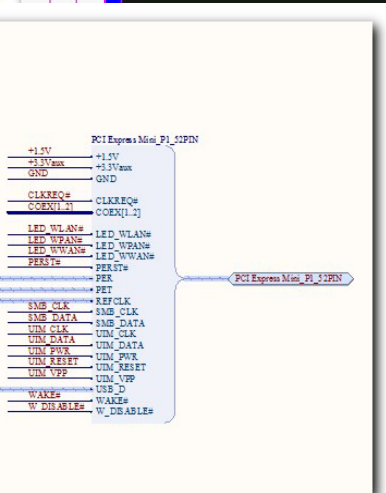 PCI Express Mini_P1_52PIN
+1.5V +1.5V
+3.3Vaux +3.3Vaux
GND GND
CLKREQ# CLKREQ#
COEX[1..2] COEX[1..2]
LED_WLAN# LED_WLAN#
LED_WPAN# LED_WPAN#
LED_WWAN# LED_WWAN#
PERST# PERST#
PER PCI Express Mini_P1_52PIN
PET
REFCLK
SMB_CLK SMB_CLK
SMB_DATA SMB_DATA
UIM_CLK UIM_CLK
UIM_DATA UIM_DATA
UIM_PWR UIM_PWR
UIM_RESET UIM_RESET
UIM_VPP UIM_VPP
USB_D
WAKE# WAKE#
W_DISABLE# W_DISABLE#